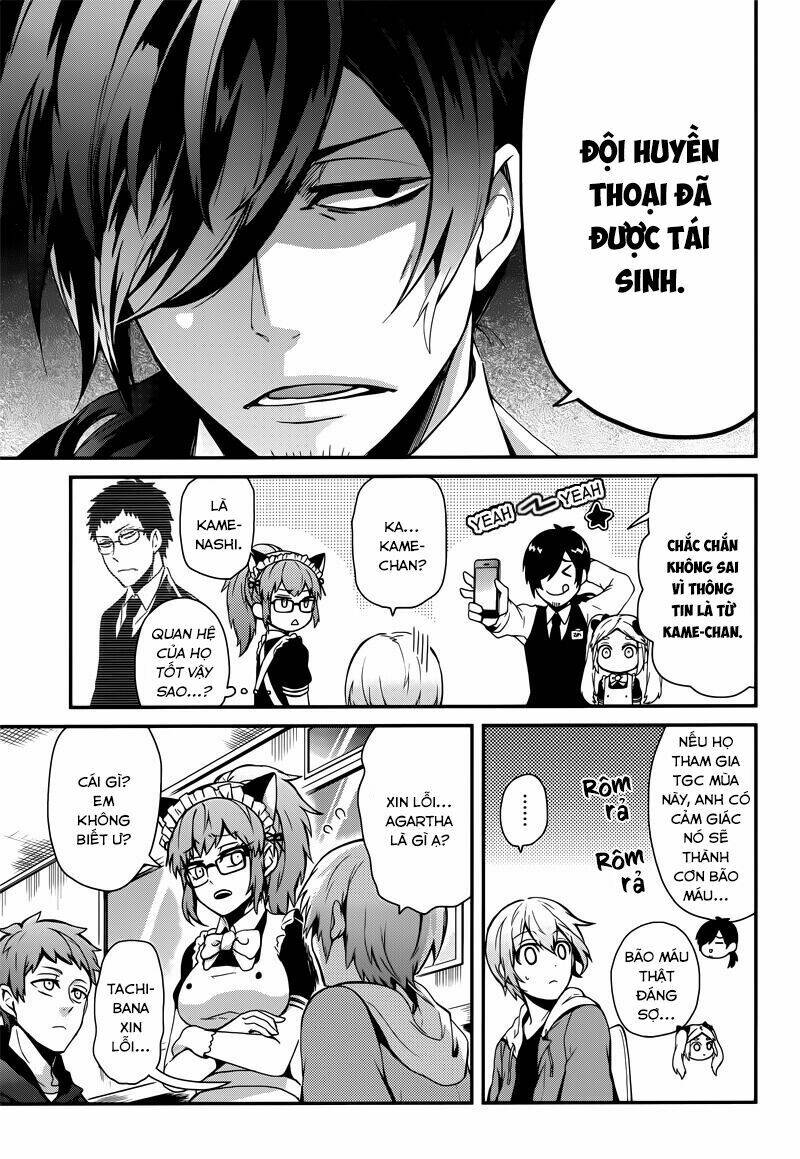 ĐỘI HUYỀN
THOẠI ĐÃ
ĐƯỢC TÁI
SINH.
CHẮC CHẮN
KHÔNG SAI
VÌ THÔNG
TIN LÀ TỪ
KAME-CHAN.
YEAH YEAH
KA...
KAME-
CHAN?
LÀ
KAME-
NASHI.
QUAN HỆ
CỦA HỌ
TỐT VẬY
SAO...?
NẾU HỌ
THAM GIA
TGC MÙA
NÀY, ANH CÓ
CẢM GIÁC
NÓ SẼ
THÀNH
CƠN BÃO
MÁU...
BÃO MÁU
THẬT
ĐÁNG
SỢ...
Rôm
rả
Rôm
rả
......
XIN LỖI...
AGARTHA
LÀ GÌ Ạ?
CÁI GÌ?
EM
KHÔNG
BIẾT Ư?
TACHI-
BANA
XIN
LỖI...